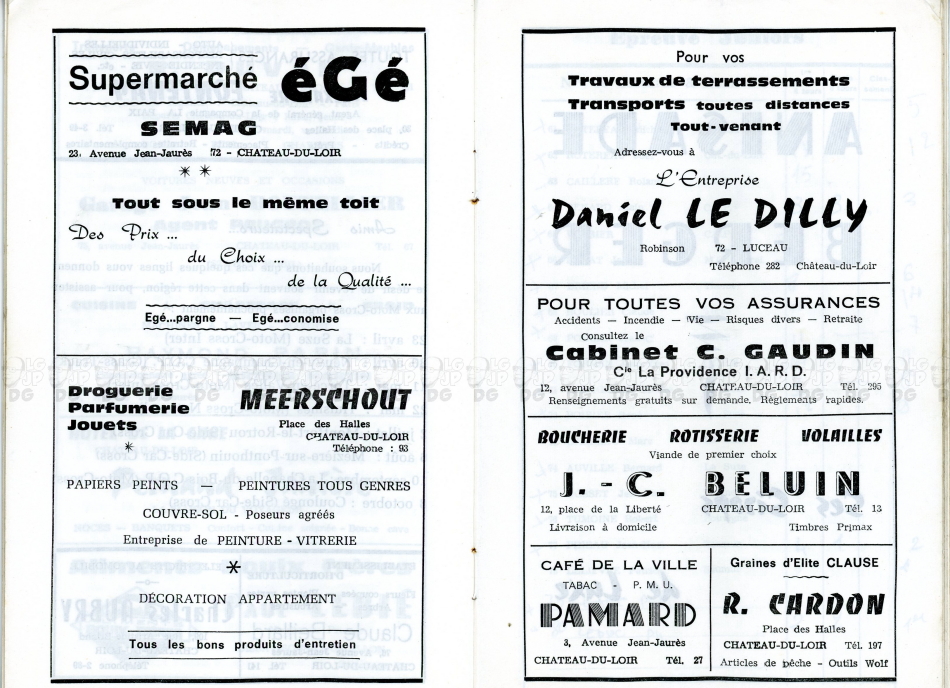 Supermarché éGé
SEMAG
23, Avenue Jean-Jaurès 72 - CHATEAU-DU-LOIR
* *
Tout sous le même toit
Des Prix ...
du Choix ...
de la Qualité ...
Egé...pargne — Egé...conomise
Droguerie
Parfumerie
Jouets
*
MEERSCHOUT
Place des Halles
CHATEAU-DU-LOIR
Téléphone : 93
PAPIERS PEINTS — PEINTURES TOUS GENRES
COUVRE-SOL - Poseurs agréés
Entreprise de PEINTURE - VITRERIE
*
DÉCORATION APPARTEMENT
Tous les bons produits d'entretien
Pour vos
Travaux de terrassements
Transports toutes distances
Tout-venant
Adressez-vous à
L'Entreprise
Daniel LE DILLY
Robinson 72 - LUCEAU
Téléphone 282 Château-du-Loir
POUR TOUTES VOS ASSURANCES
Accidents — Incendie — Vie — Risques divers — Retraite
Consultez le
Cabinet C. GAUDIN
Cie La Providence I. A. R. D.
12, avenue Jean-Jaurès CHATEAU-DU-LOIR Tél. 295
Renseignements gratuits sur demande. Règlements rapides.
BOUCHERIE ROTISSERIE VOLAILLES
Viande de premier choix
J. - C. BELUIN
12, place de la Liberté CHATEAU-DU-LOIR Tél. 13
Livraison à domicile Timbres Primax
CAFÉ DE LA VILLE
TABAC - P. M. U.
PAMARD
3, Avenue Jean-Jaurès
CHATEAU-DU-LOIR Tél. 27
Graines d'Elite CLAUSE
R. CARDON
Place des Halles
CHATEAU-DU-LOIR Tél. 197
Articles de pêche - Outils Wolf